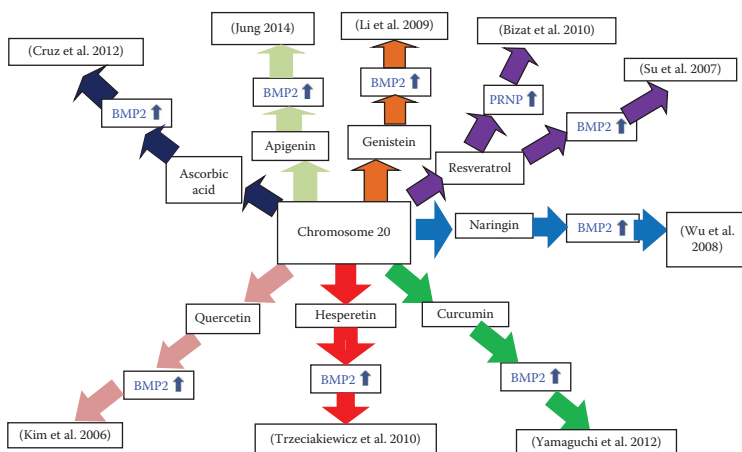 (Jung 2014)
(Li et al. 2009)
(Bizat et al. 2010)
(Cruz et al. 2012)
(Su et al. 2007)
BMP2
BMP2
PRNP
BMP2
BMP2
Apigenin
Genistein
Resveratrol
Ascorbic
acid
Chromosome 20
Naringin
BMP2
(Wu et al.
2008)
Quercetin
Hesperetin
Curcumin
BMP2
BMP2
BMP2
(Kim et al. 2006)
(Trzeciakiewicz et al. 2010)
(Yamaguchi et al. 2012)